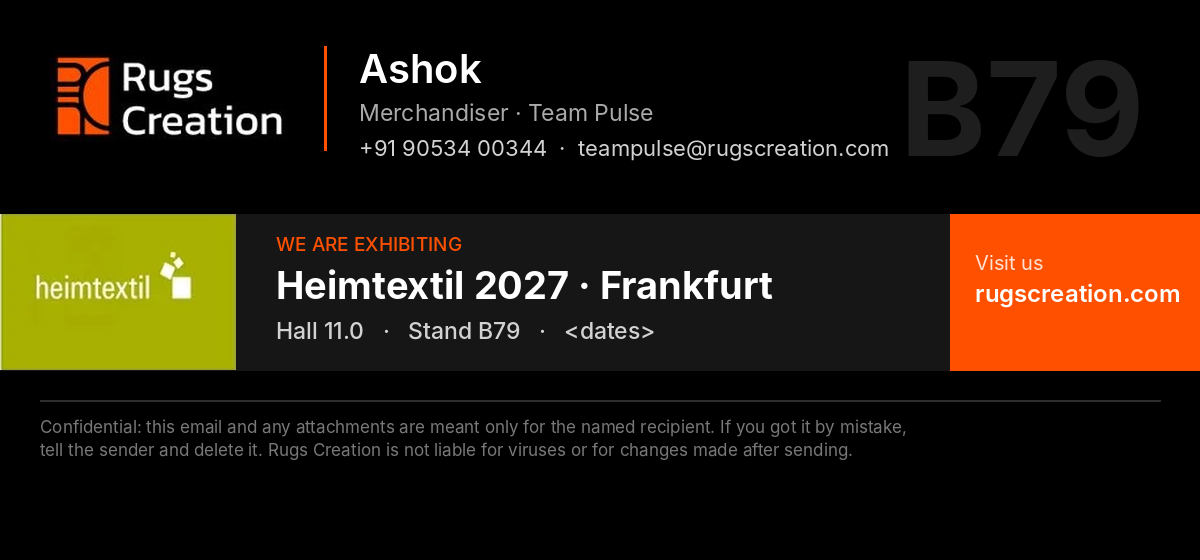 Rugs
Creation
Ashok
Merchandiser · Team Pulse
+91 90534 00344 · teampulse@rugscreation.com
B79
heimtextil
WE ARE EXHIBITING
Heimtextil 2027 · Frankfurt
Hall 11.0 · Stand B79 · <dates>
Visit us
rugscreation.com
Confidential: this email and any attachments are meant only for the named recipient. If you got it by mistake,
tell the sender and delete it. Rugs Creation is not liable for viruses or for changes made after sending.